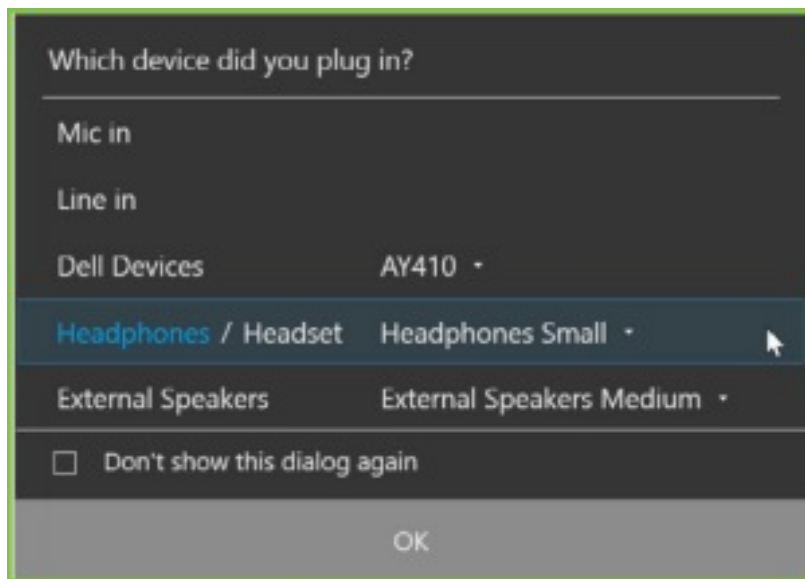 Which device did you plug in?
Mic in
Line in
Dell Devices AY410
Headphones / Headset Headphones Small
External Speakers External Speakers Medium
Don't show this dialog again
OK